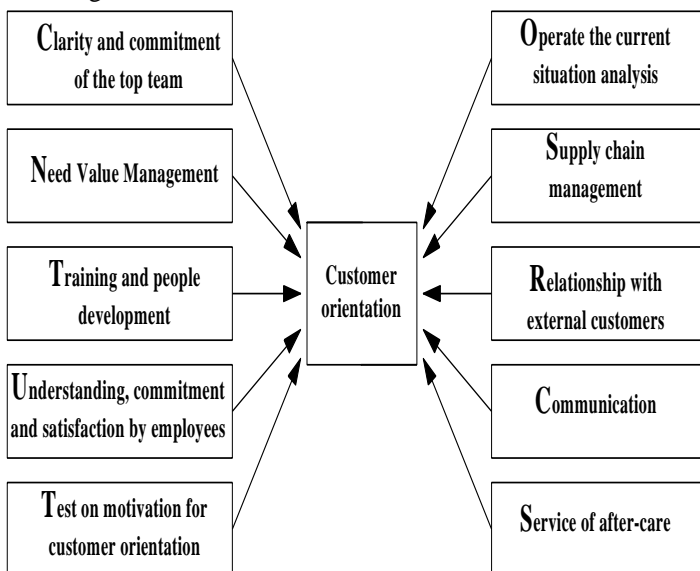 Clarity and commitment
of the top team
Operate the current
situation analysis
Need Value Management
Supply chain
management
Training and people
development
Customer
orientation
Relationship with
external customers
Understanding, commitment
and satisfaction by employees
Communication
Test on motivation for
customer orientation
Service of after-care